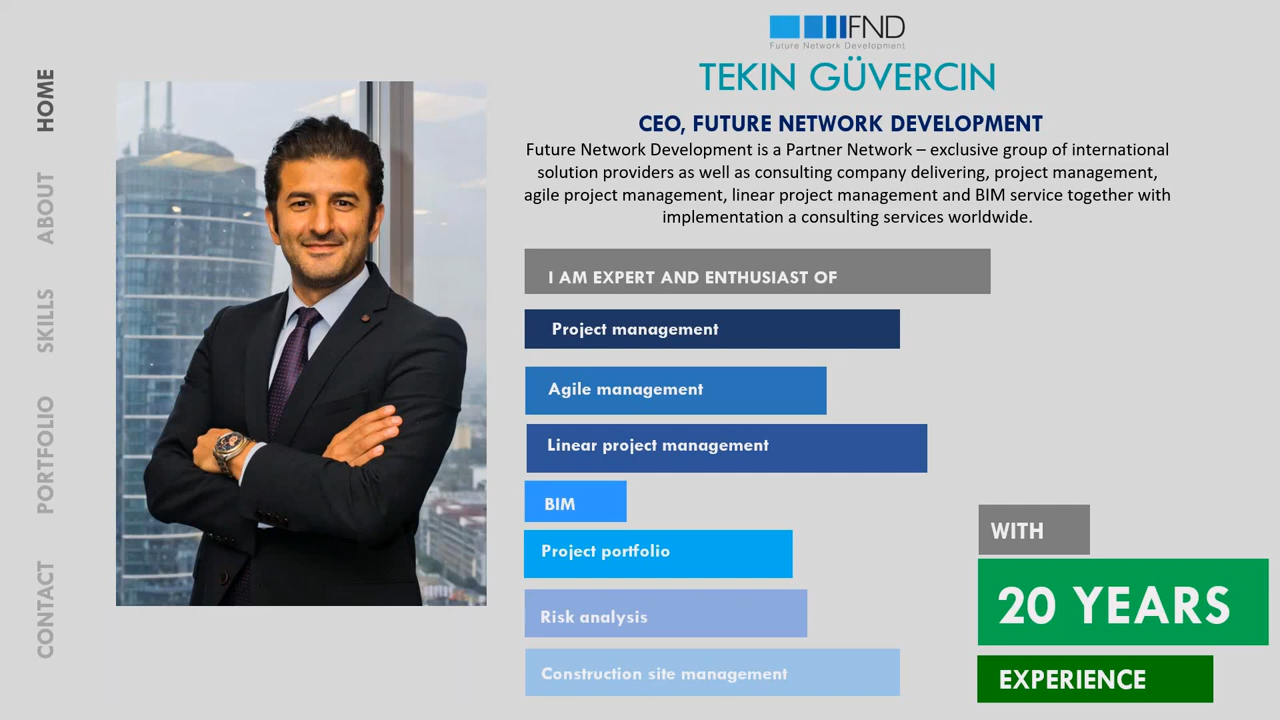 HOME
ABOUT
SKILLS
PORTFOLIO
CONTACT
FND
Future Network Development
TEKIN GÜVERCIN
CEO, FUTURE NETWORK DEVELOPMENT
Future Network Development is a Partner Network – exclusive group of international
solution providers as well as consulting company delivering, project management,
agile project management, linear project management and BIM service together with
implementation a consulting services worldwide.
I AM EXPERT AND ENTHUSIAST OF
Project management
Agile management
Linear project management
BIM
Project portfolio
Risk analysis
Construction site management
WITH
20 YEARS
EXPERIENCE